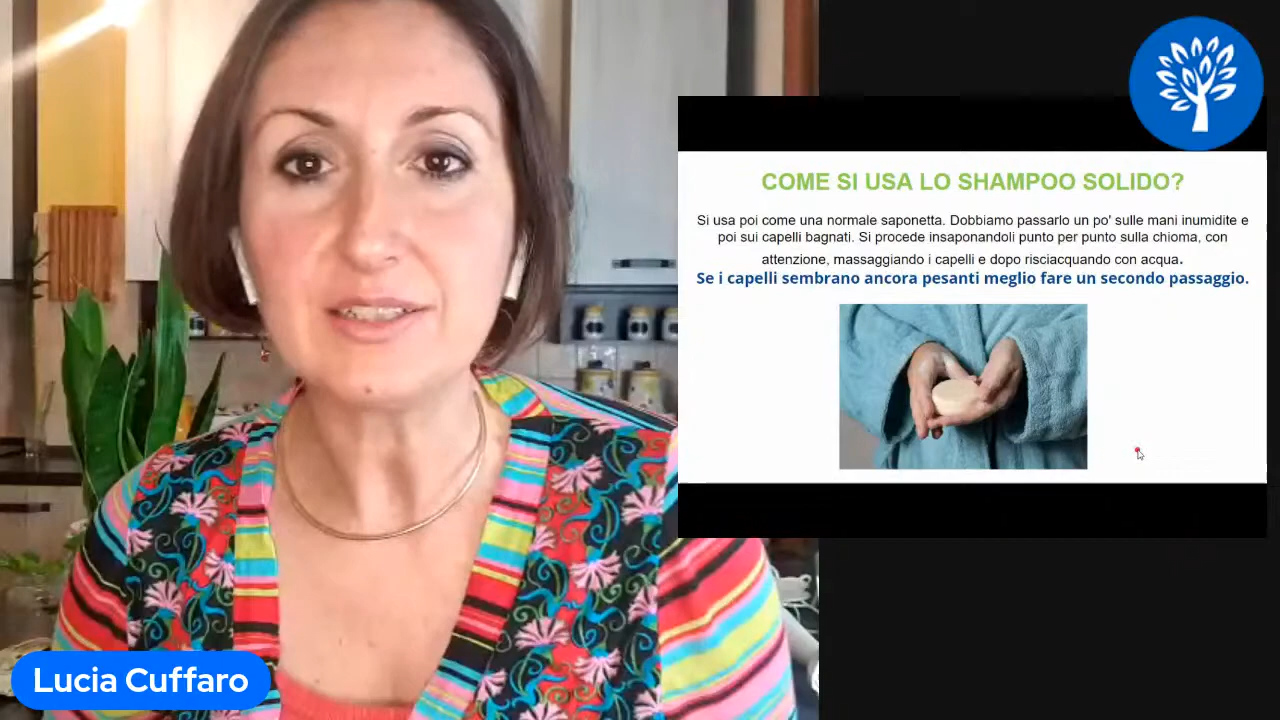 COME SI USA LO SHAMPOO SOLIDO?
Si usa poi come una normale saponetta. Dobbiamo passarlo un po' sulle mani inumidite e
poi sui capelli bagnati. Si procede insaponandoli punto per punto sulla chioma, con
attenzione, massaggiando i capelli e dopo risciacquando con acqua.
Se i capelli sembrano ancora pesanti meglio fare un secondo passaggio.
Lucia Cuffaro